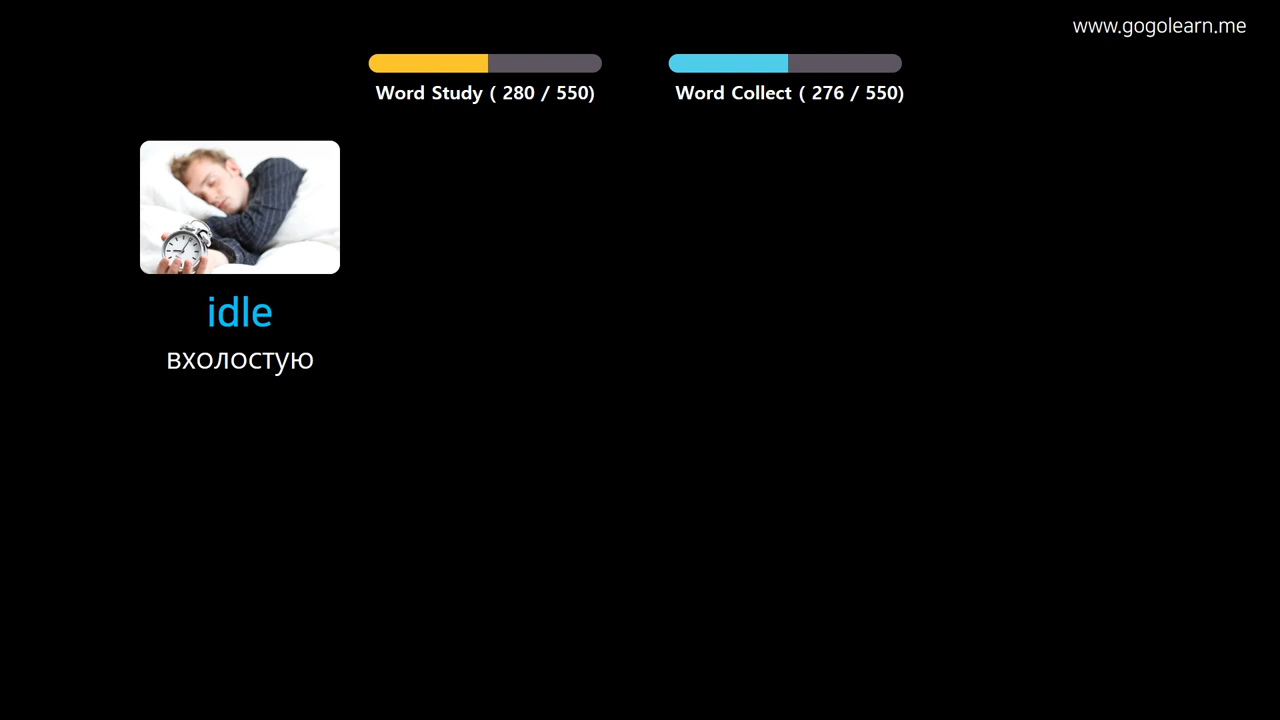 www.gogolearn.me
Word Study ( 280 / 550)
Word Collect ( 276 / 550)
idle
вхолостую